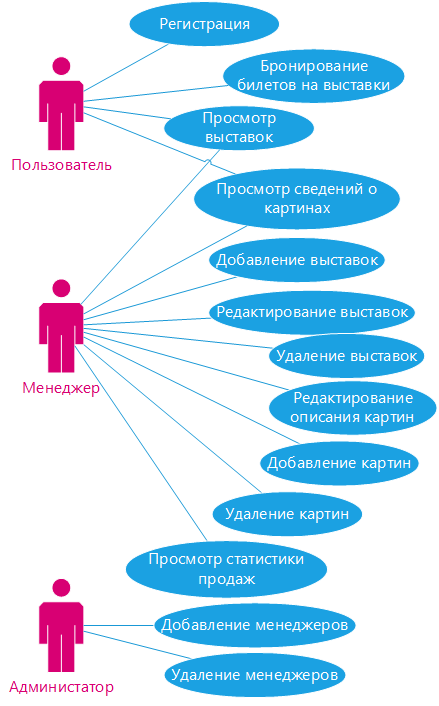 Регистрация
Бронирование
билетов на выставки
Просмотр
выставок
Пользователь
Просмотр сведений о
картинах
Добавление выставок
Редактирование выставок
Удаление выставок
Менеджер
Редактирование
описания картин
Добавление картин
Удаление картин
Просмотр статистики
продаж
Добавление менеджеров
Удаление менеджеров
Администатор